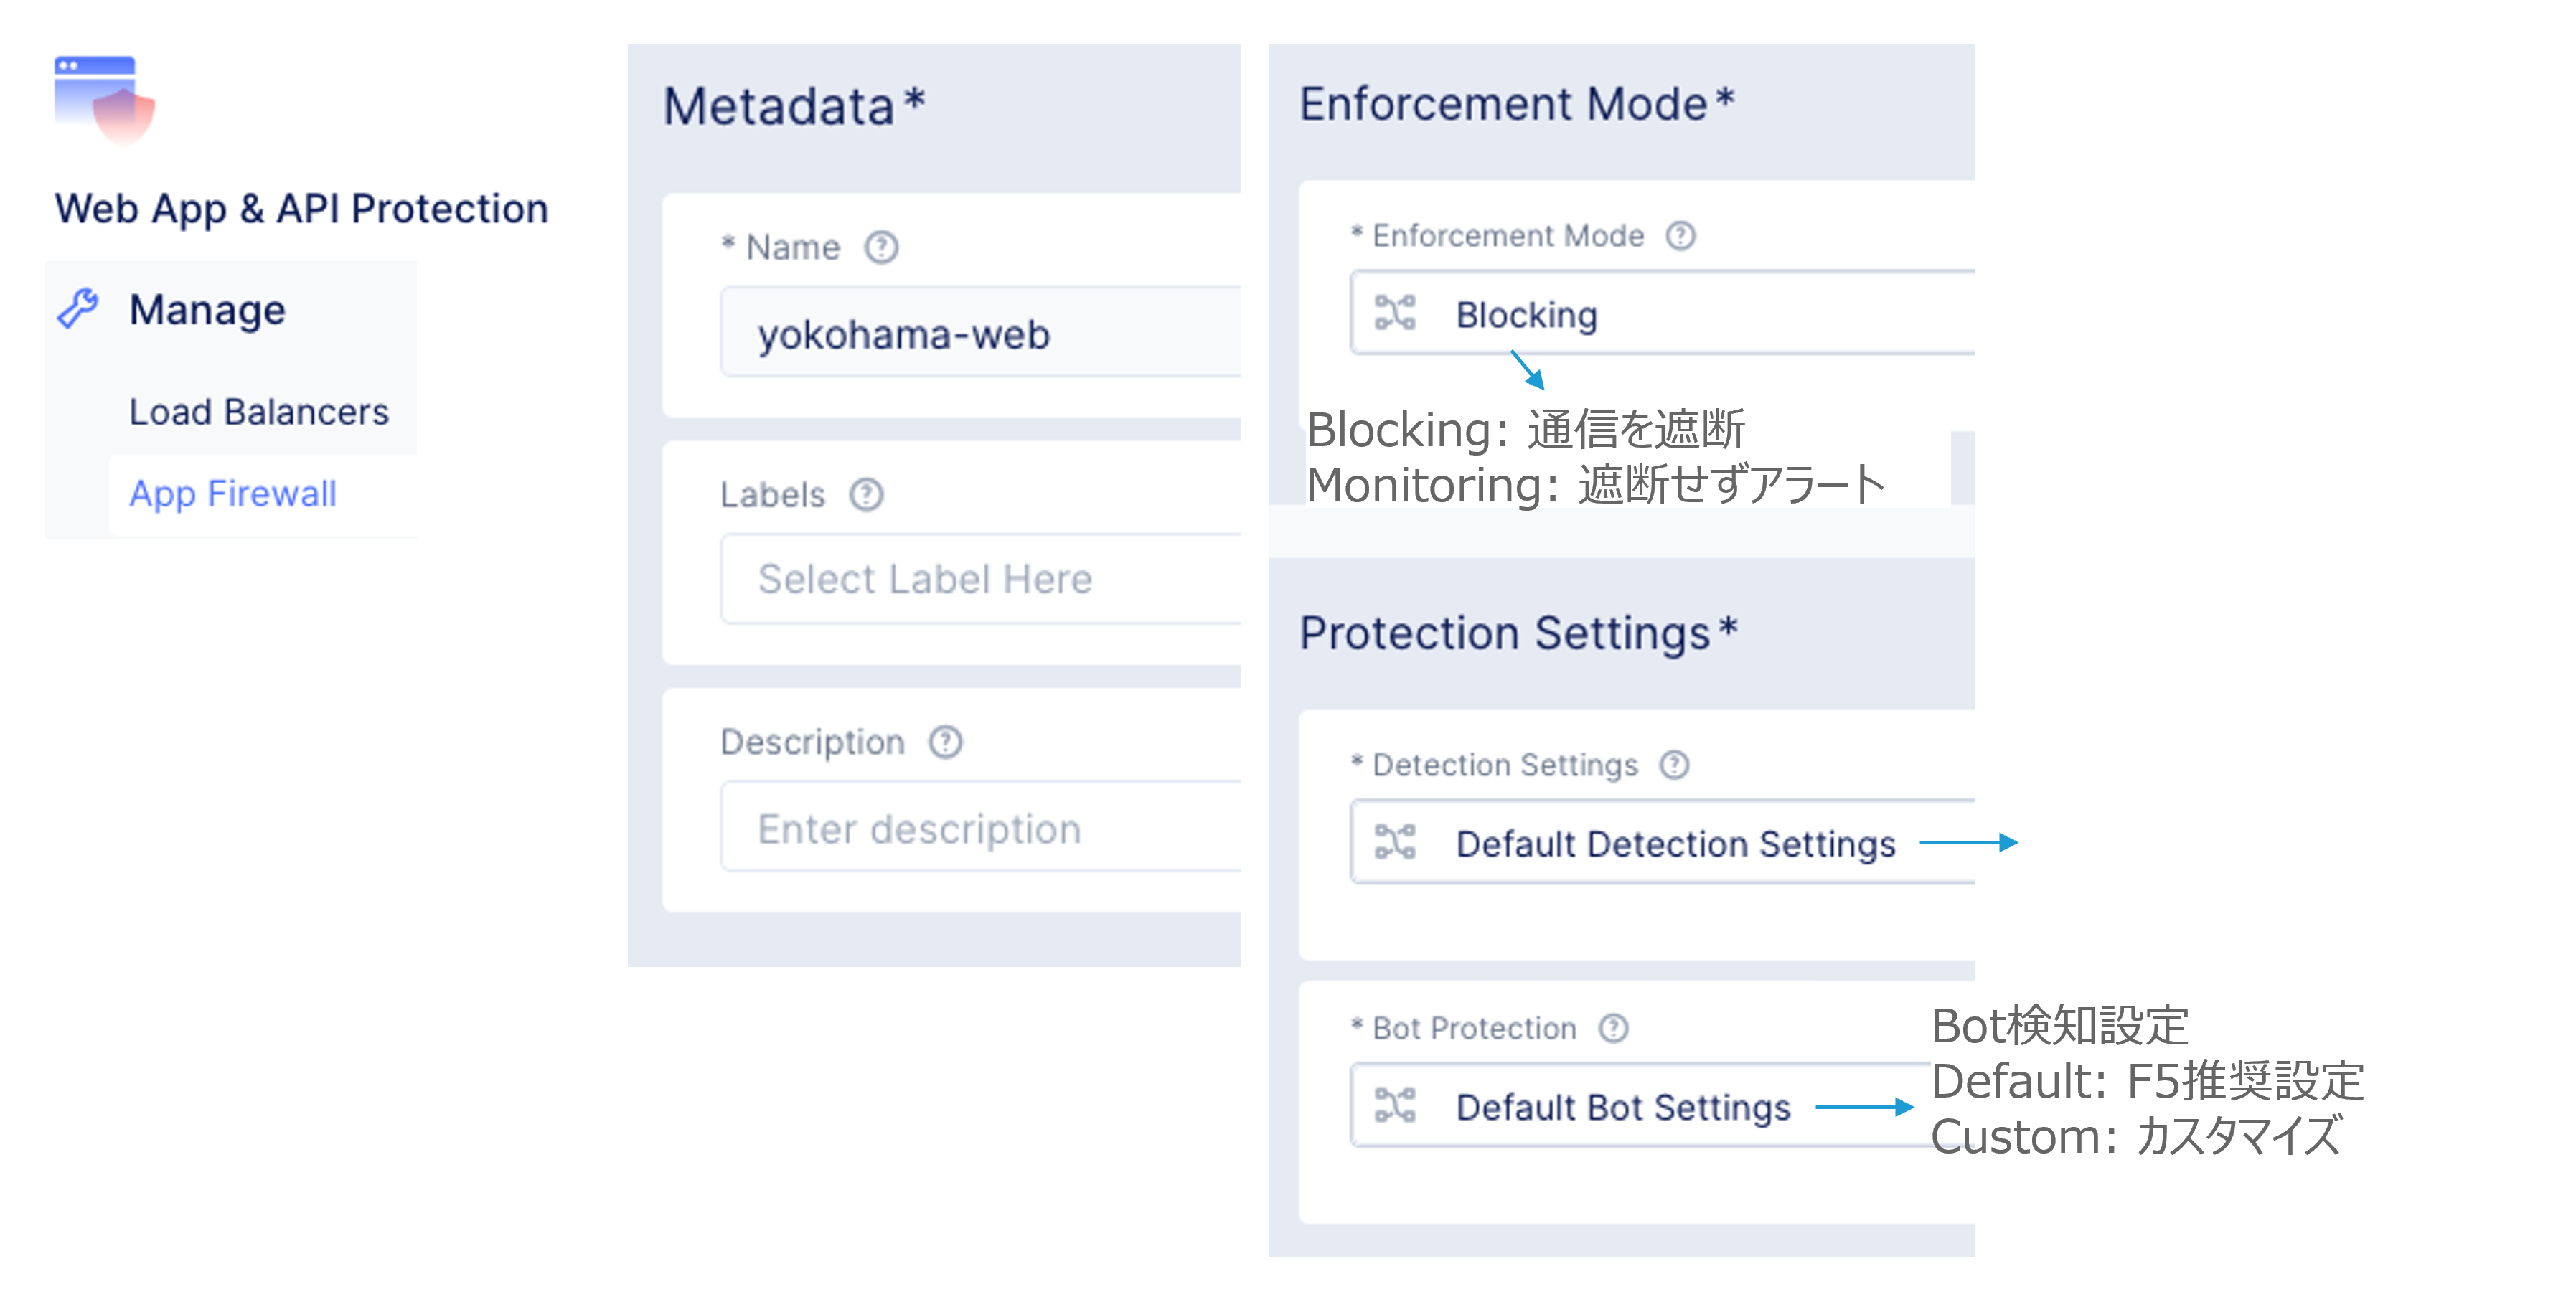 Web App & API Protection
Manage
Load Balancers
App Firewall
Metadata*
* Name
yokohama-web
Labels
Select Label Here
Description
Enter description
Enforcement Mode*
* Enforcement Mode
Blocking
Blocking: 通信を遮断
Monitoring: 遮断せずアラート
Protection Settings*
* Detection Settings
Default Detection Settings
* Bot Protection
Default Bot Settings
Bot検知設定
Default: F5推奨設定
Custom: カスタマイズ